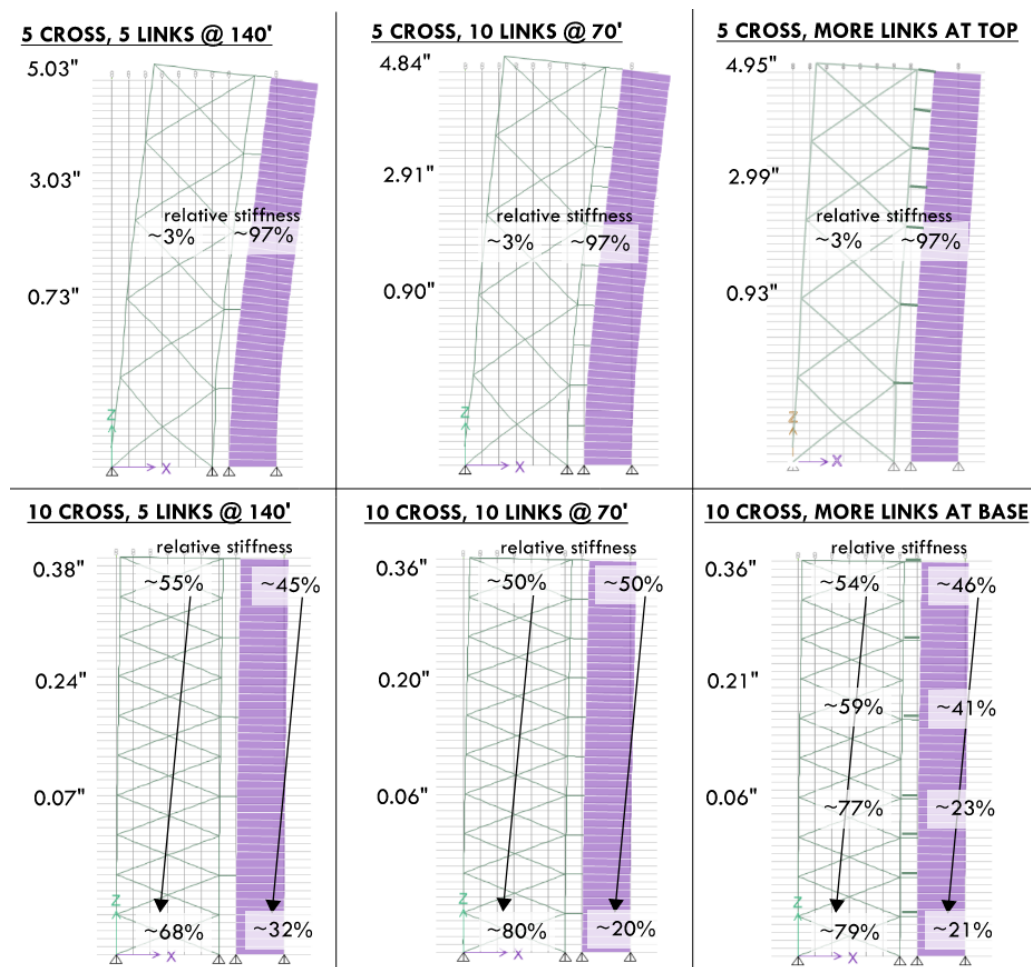 5 CROSS, 5 LINKS @ 140'
5.03"
3.03"
relative stiffness
~3% ~97%
0.73"
Z
X
5 CROSS, 10 LINKS @ 70'
4.84"
2.91"
relative stiffness
~3% ~97%
0.90"
Z
X
5 CROSS, MORE LINKS AT TOP
4.95"
2.99"
relative stiffness
~3% ~97%
0.93"
Z
X
10 CROSS, 5 LINKS @ 140'
relative stiffness
0.38" ~55% ~45%
0.24"
0.07"
Z
~68% ~32%
X
10 CROSS, 10 LINKS @ 70'
relative stiffness
0.36" ~50% ~50%
0.20"
0.06"
Z
~80% ~20%
X
10 CROSS, MORE LINKS AT BASE
relative stiffness
0.36" ~54% ~46%
0.21"
~59% ~41%
0.06" ~77% ~23%
Z
~79% ~21%
X